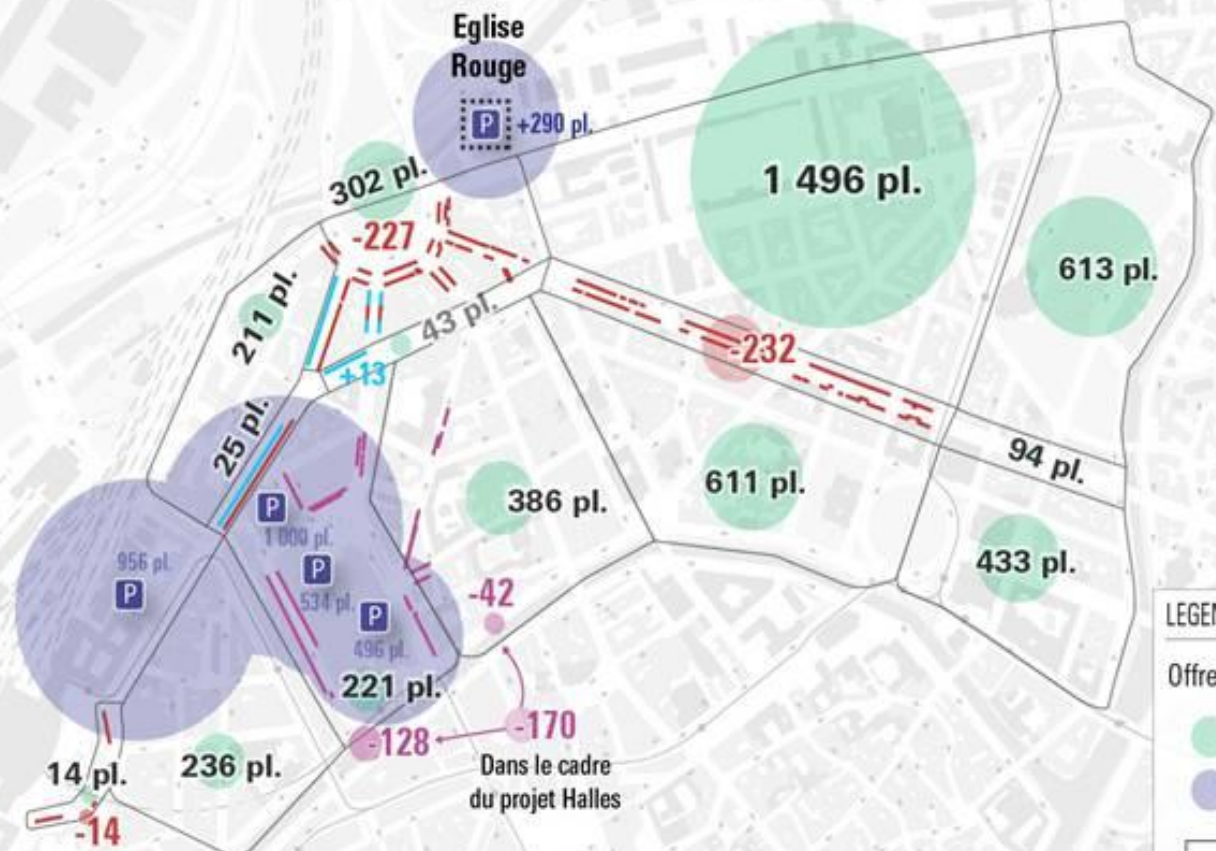 Eglise
Rouge
P
+290 pl.
302 pl.
1 496 pl.
-227
613 pl.
211 pl.
43 pl.
-232
+13
25 pl.
94 pl.
386 pl.
611 pl.
P
1 000 pl.
956 pl.
P
P
534 pl.
433 pl.
-42
P
496 pl.
LEGEN
221 pl.
Offre
-170
-128
Dans le cadre
du projet Halles
14 pl.
236 pl.
-14